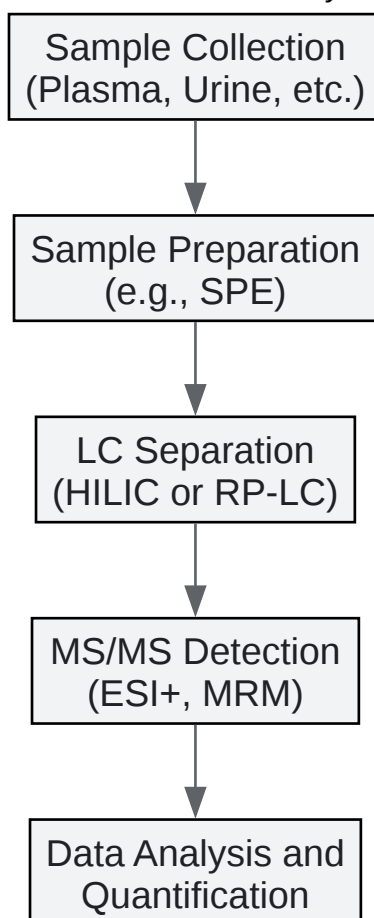 Sample Collection
(Plasma, Urine, etc.)
Sample Preparation
(e.g., SPE)
LC Separation
(HILIC or RP-LC)
MS/MS Detection
(ESI+, MRM)
Data Analysis and
Quantification